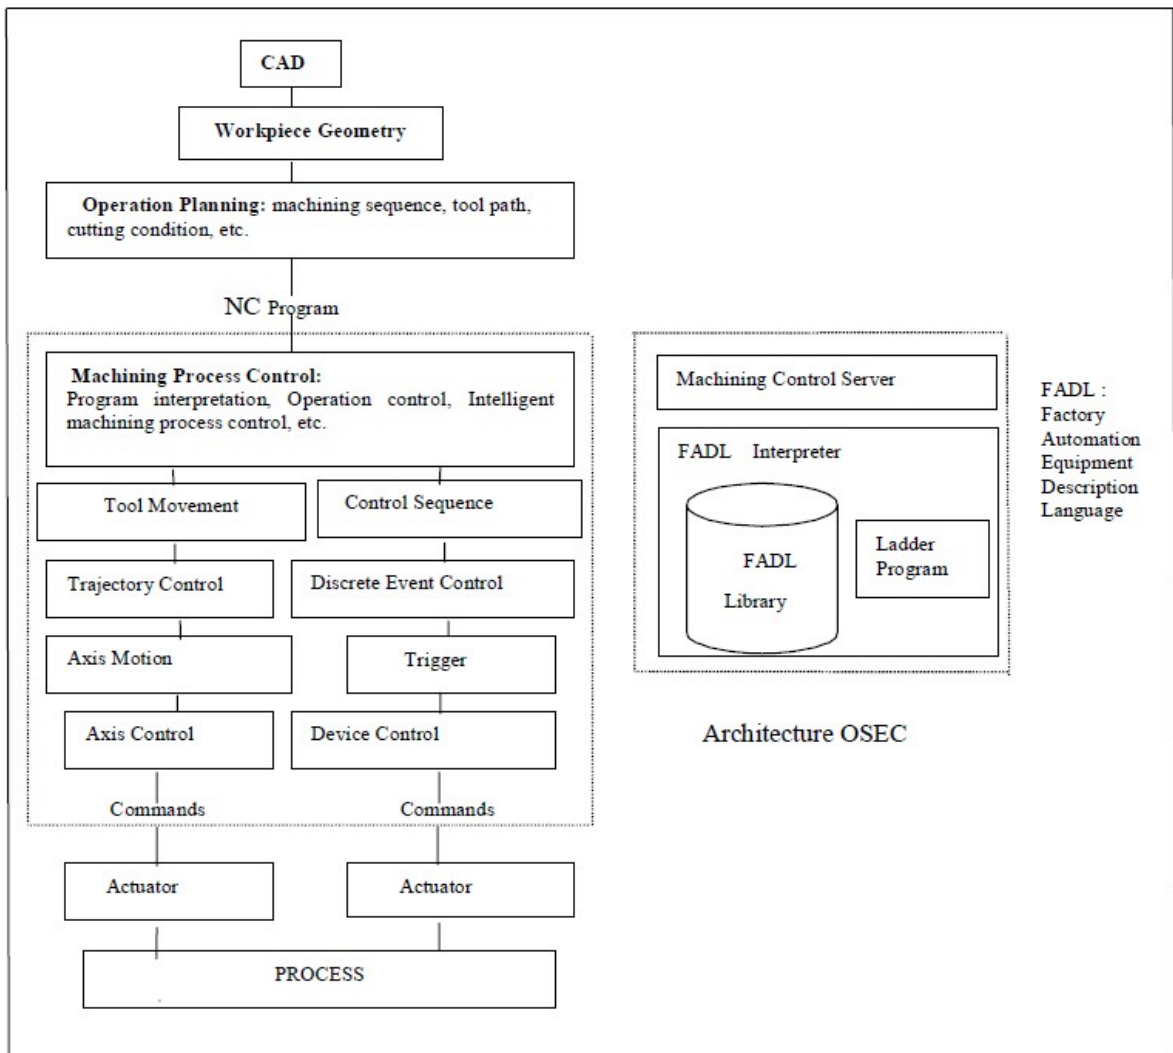 CAD
Workpiece Geometry
Operation Planning: machining sequence, tool path,
cutting condition, etc.
NC Program
Machining Process Control:
Program interpretation, Operation control, Intelligent
machining process control, etc.
Tool Movement
Control Sequence
Trajectory Control
Discrete Event Control
Axis Motion
Trigger
Axis Control
Device Control
Commands
Commands
Actuator
Actuator
PROCESS
Machining Control Server
FADL Interpreter
FADL
Library
Ladder
Program
Architecture OSEC
FADL :
Factory
Automation
Equipment
Description
Language